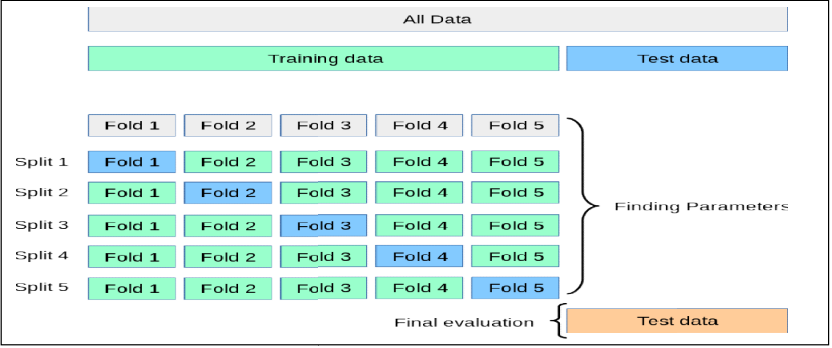 All Data
Training data Test data
Fold 1 Fold 2 Fold 3 Fold 4 Fold 5
Split 1 Fold 1 Fold 2 Fold 3 Fold 4 Fold 5
Split 2 Fold 1 Fold 2 Fold 3 Fold 4 Fold 5
Finding Parameters
Split 3 Fold 1 Fold 2 Fold 3 Fold 4 Fold 5
Split 4 Fold 1 Fold 2 Fold 3 Fold 4 Fold 5
Split 5 Fold 1 Fold 2 Fold 3 Fold 4 Fold 5
Final evaluation Test data